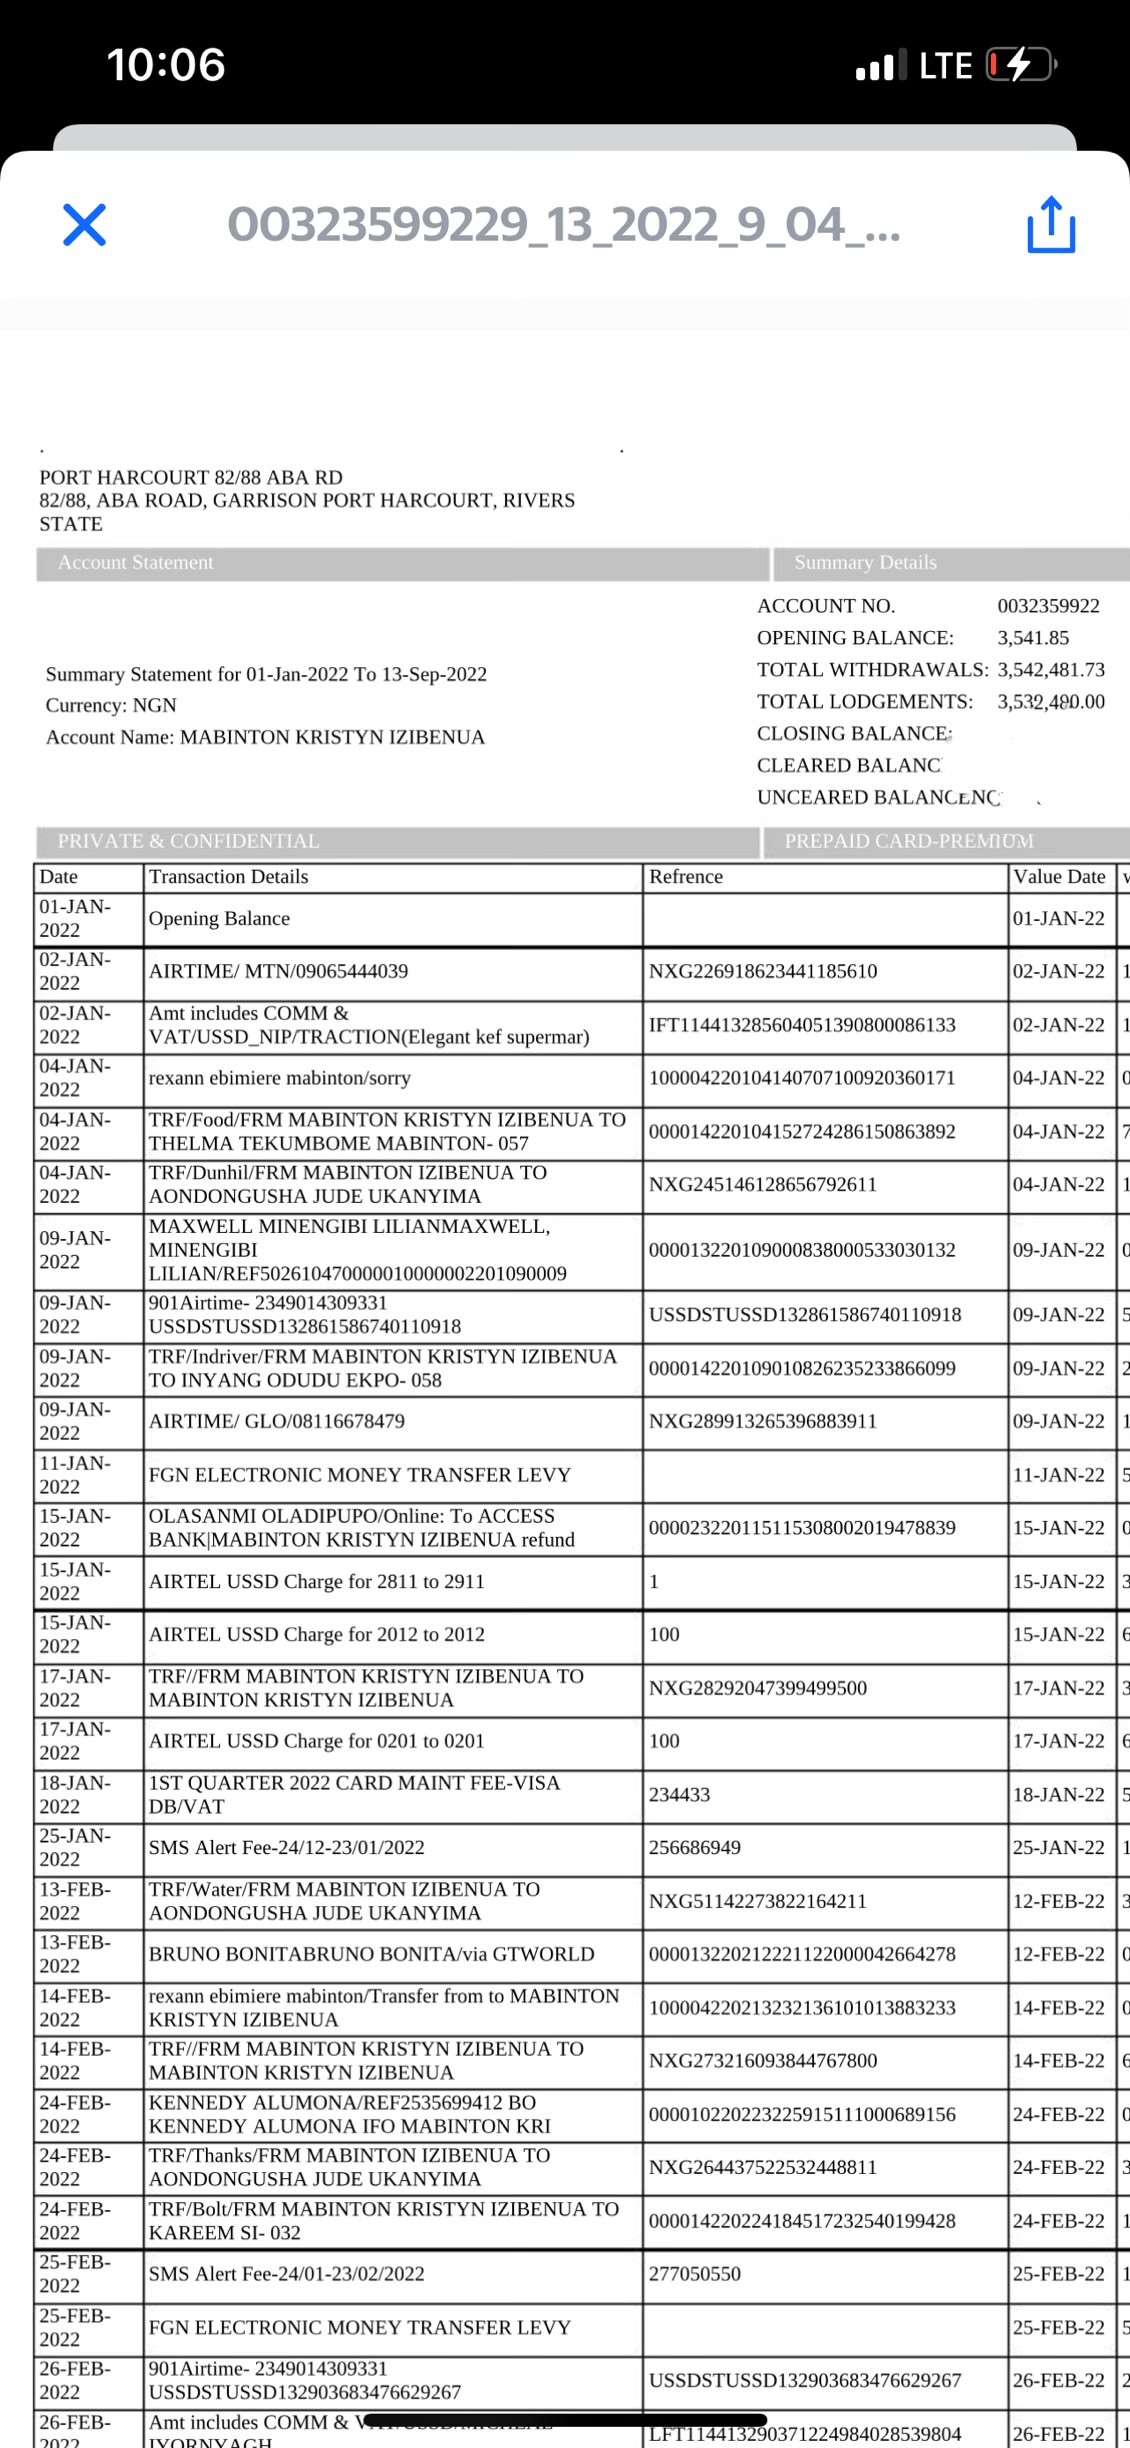 10:06
LTE
00323599229_13_2022_9_04_...
PORT HARCOURT 82/88 ABA RD
82/88, ABA ROAD, GARRISON PORT HARCOURT, RIVERS
STATE
Account Statement
Summary Details
ACCOUNT NO. 0032359922
OPENING BALANCE: 3,541.85
TOTAL WITHDRAWALS: 3,542,481.73
TOTAL LODGEMENTS: 3,532,480.00
CLOSING BALANCE:
CLEARED BALANC
UNCEARED BALANCENC
Summary Statement for 01-Jan-2022 To 13-Sep-2022
Currency: NGN
Account Name: MABINTON KRISTYN IZIBENUA
PRIVATE & CONFIDENTIAL
PREPAID CARD-PREMIUM
Date Transaction Details Refrence Value Date
01-JAN-
2022 Opening Balance 01-JAN-22
02-JAN-
2022 AIRTIME/ MTN/09065444039 NXG226918623441185610 02-JAN-22 1
02-JAN- Amt includes COMM &
2022 VAT/USSD_NIP/TRACTION(Elegant kef supermar) IFT114413285604051390800086133 02-JAN-22 1
04-JAN-
2022 rexann ebimiere mabinton/sorry 100004220104140707100920360171 04-JAN-22 0
04-JAN- TRF/Food/FRM MABINTON KRISTYN IZIBENUA TO
2022 THELMA TEKUMBOME MABINTON- 057 000014220104152724286150863892 04-JAN-22 7
04-JAN- TRF/Dunhil/FRM MABINTON IZIBENUA TO
2022 AONDONGUSHA JUDE UKANYIMA NXG245146128656792611 04-JAN-22 1
09-JAN- MAXWELL MINENGIBI LILIANMAXWELL,
2022 MINENGIBI 000013220109000838000533030132 09-JAN-22 0
LILIAN/REF502610470000010000002201090009
09-JAN- 901Airtime- 2349014309331
2022 USSDSTUSSD132861586740110918 USSDSTUSSD132861586740110918 09-JAN-22 5
09-JAN- TRF/Indriver/FRM MABINTON KRISTYN IZIBENUA
2022 TO INYANG ODUDU EKPO- 058 000014220109010826235233866099 09-JAN-22 2
09-JAN-
2022 AIRTIME/ GLO/08116678479 NXG289913265396883911 09-JAN-22 1
11-JAN-
2022 FGN ELECTRONIC MONEY TRANSFER LEVY 11-JAN-22 5
15-JAN- OLASANMI OLADIPUPO/Online: To ACCESS
2022 BANK|MABINTON KRISTYN IZIBENUA refund 000023220115115308002019478839 15-JAN-22 0
15-JAN-
2022 AIRTEL USSD Charge for 2811 to 2911 1 15-JAN-22 3
15-JAN-
2022 AIRTEL USSD Charge for 2012 to 2012 100 15-JAN-22 6
17-JAN- TRF//FRM MABINTON KRISTYN IZIBENUA TO
2022 MABINTON KRISTYN IZIBENUA NXG28292047399499500 17-JAN-22 3
17-JAN-
2022 AIRTEL USSD Charge for 0201 to 0201 100 17-JAN-22 6
18-JAN- 1ST QUARTER 2022 CARD MAINT FEE-VISA
2022 DB/VAT 234433 18-JAN-22 5
25-JAN-
2022 SMS Alert Fee-24/12-23/01/2022 256686949 25-JAN-22 1
13-FEB- TRF/Water/FRM MABINTON IZIBENUA TO
2022 AONDONGUSHA JUDE UKANYIMA NXG51142273822164211 12-FEB-22 3
13-FEB-
2022 BRUNO BONITABRUNO BONITA/via GTWORLD 000013220212221122000042664278 12-FEB-22 0
14-FEB- rexann ebimiere mabinton/Transfer from to MABINTON
2022 KRISTYN IZIBENUA 100004220213232136101013883233 14-FEB-22 0
14-FEB- TRF//FRM MABINTON KRISTYN IZIBENUA TO
2022 MABINTON KRISTYN IZIBENUA NXG273216093844767800 14-FEB-22 6
24-FEB- KENNEDY ALUMONA/REF2535699412 BO
2022 KENNEDY ALUMONA IFO MABINTON KRI 000010220223225915111000689156 24-FEB-22 0
24-FEB- TRF/Thanks/FRM MABINTON IZIBENUA TO
2022 AONDONGUSHA JUDE UKANYIMA NXG264437522532448811 24-FEB-22 3
24-FEB- TRF/Bolt/FRM MABINTON KRISTYN IZIBENUA TO
2022 KAREEM SI- 032 000014220224184517232540199428 24-FEB-22 1
25-FEB-
2022 SMS Alert Fee-24/01-23/02/2022 277050550 25-FEB-22 1
25-FEB-
2022 FGN ELECTRONIC MONEY TRANSFER LEVY 25-FEB-22 5
26-FEB- 901Airtime- 2349014309331
2022 USSDSTUSSD132903683476629267 USSDSTUSSD132903683476629267 26-FEB-22 2
26-FEB- Amt includes COMM &
2022 IYORNYAGH LFT114413290371224984028539804 26-FEB-22 1